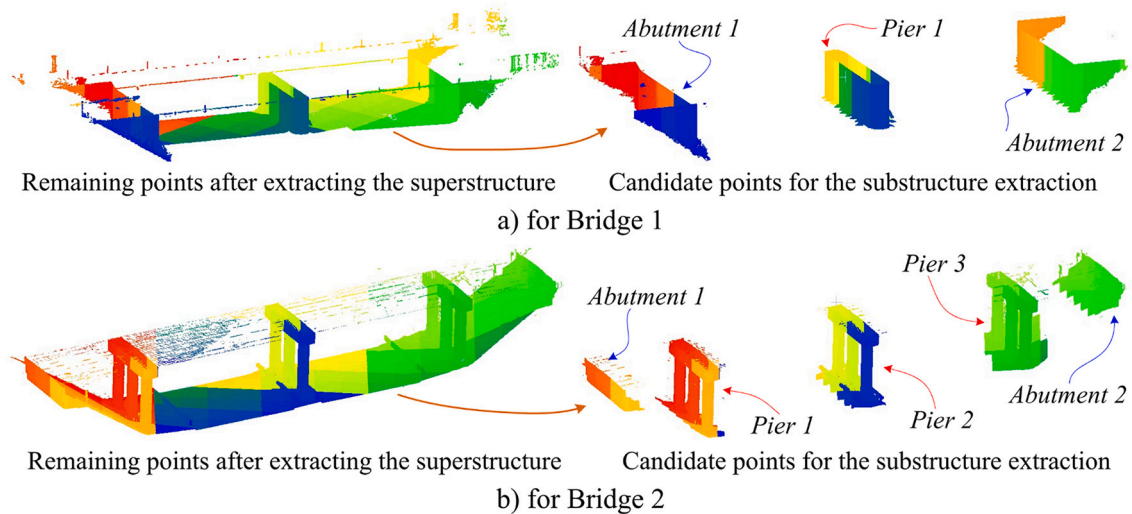 Abutment 1
Pier 1
Abutment 2
Remaining points after extracting the superstructure
Candidate points for the substructure extraction
a) for Bridge 1
Abutment 1
Pier 3
Pier 1
Pier 2
Abutment 2
Remaining points after extracting the superstructure
Candidate points for the substructure extraction
b) for Bridge 2